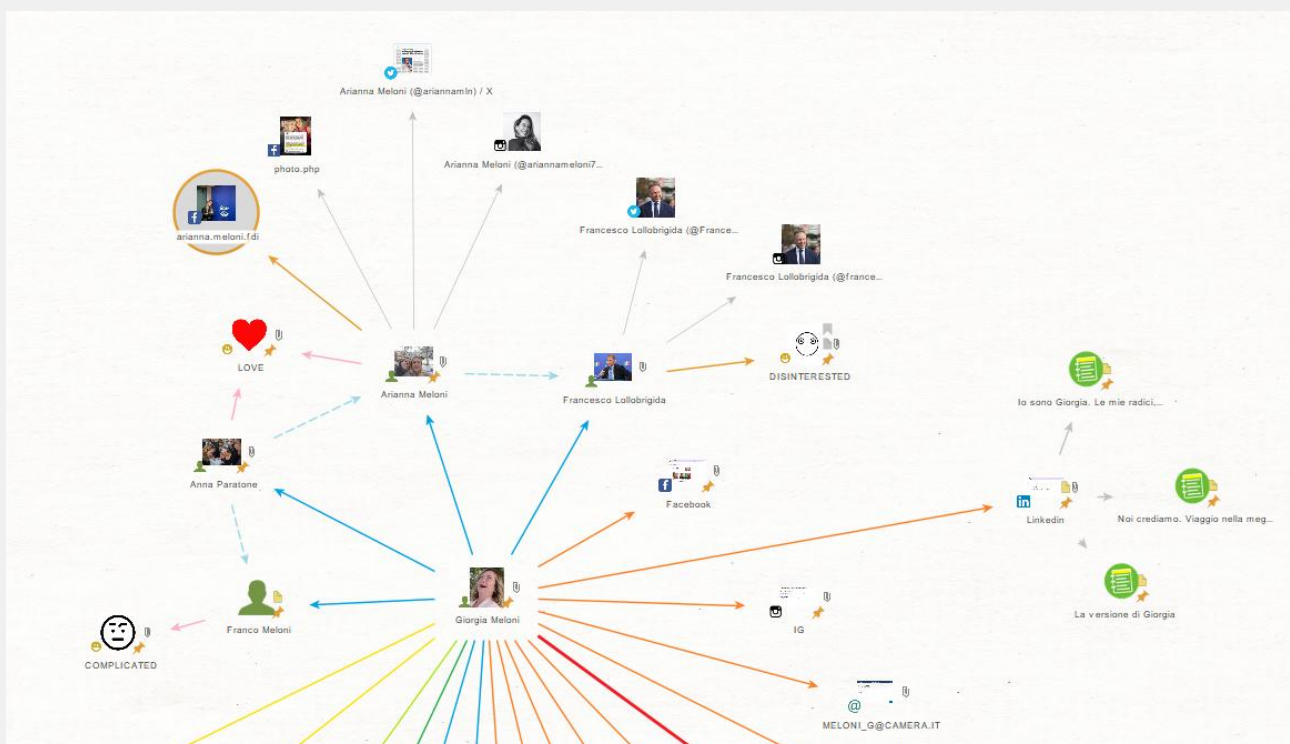 Arianna Meloni (@ariannamln) / X
Arianna Meloni (@ariannameloni7...
photo.php
Francesco Lollobrigida (@France...
arianna.meloni.fdi
Francesco Lollobrigida (@france...
LOVE
DISINTERESTED
Arianna Meloni
Francesco Lollobrigida
Io sono Giorgia. Le mie radici,...
Anna Paratone
Facebook
in
Linkedin
Noi crediamo. Viaggio nella meg...
Giorgia Meloni
La versione di Giorgia
Franco Meloni
IG
COMPLICATED
@
MELONI_G@CAMERA.IT